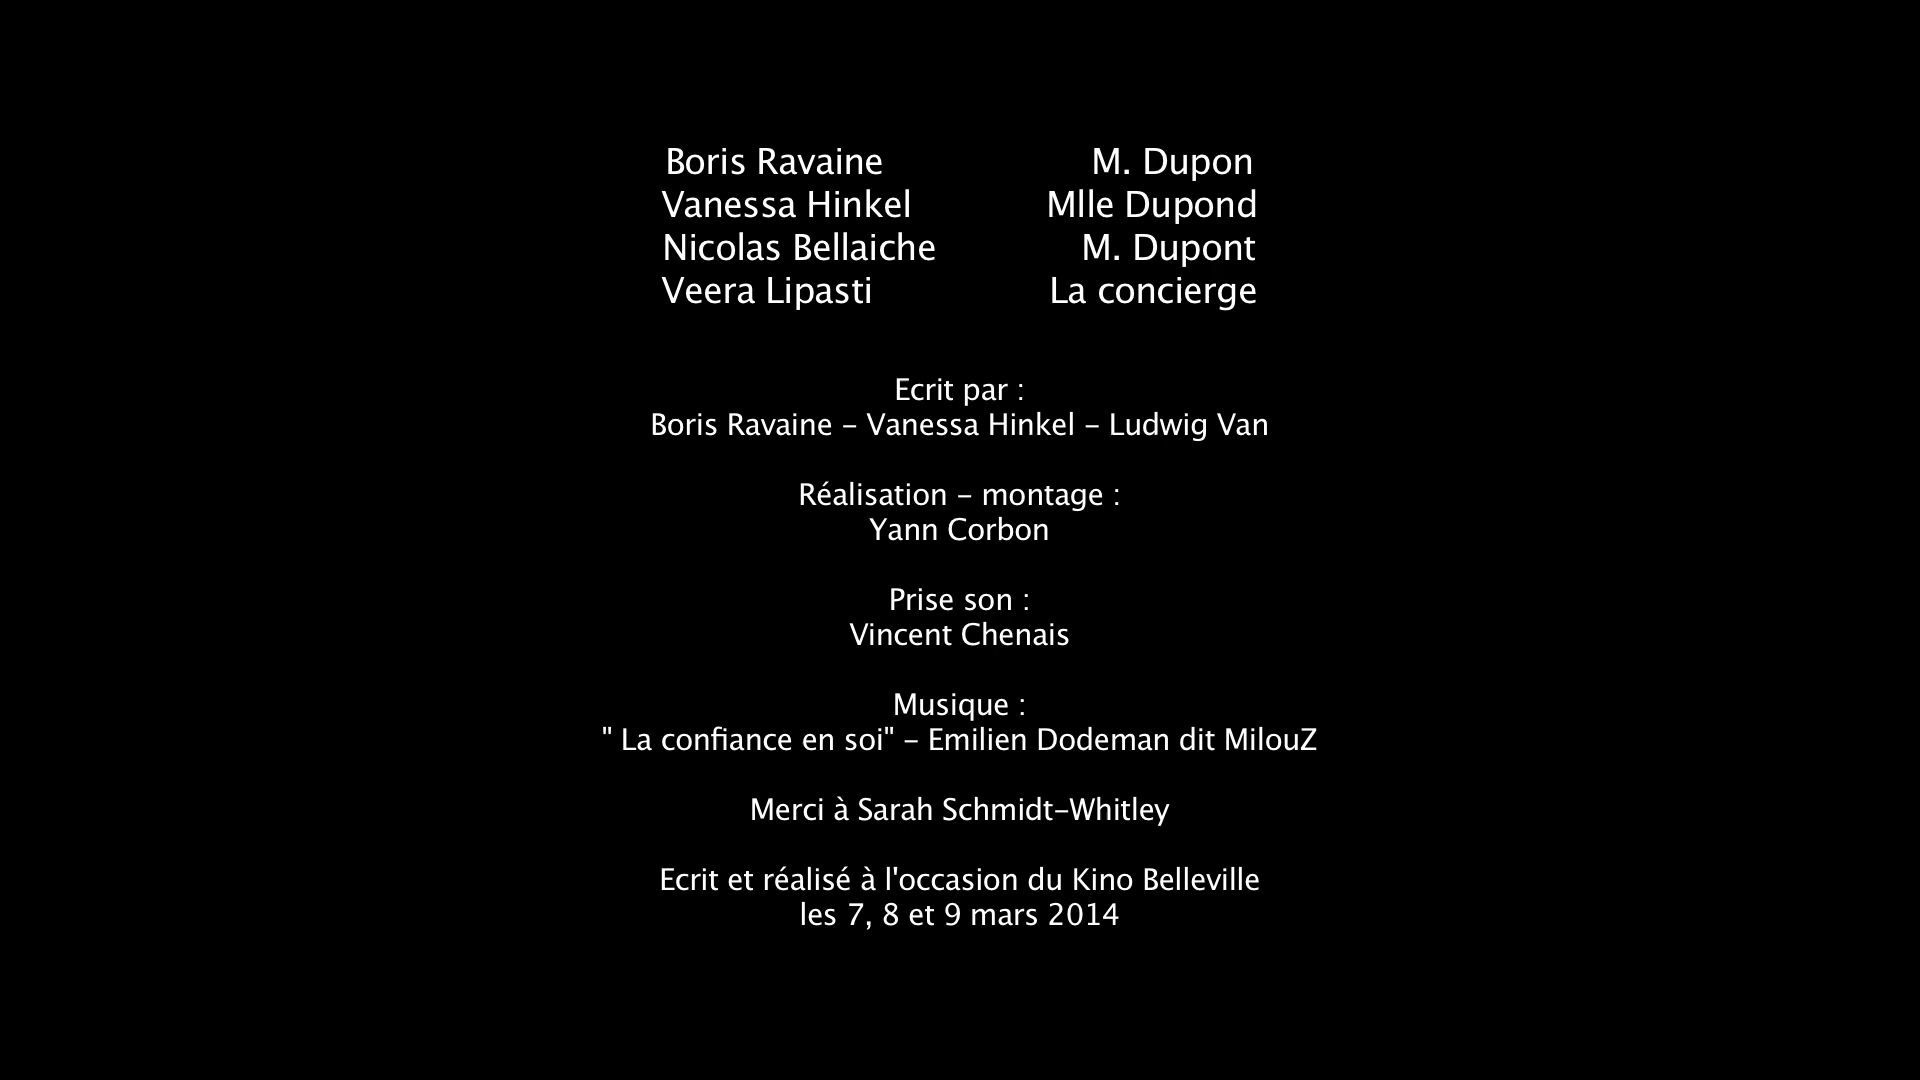 Boris Ravaine M. Dupon
Vanessa Hinkel Mlle Dupond
Nicolas Bellaiche M. Dupont
Veera Lipasti La concierge
Ecrit par :
Boris Ravaine - Vanessa Hinkel - Ludwig Van
Réalisation - montage :
Yann Corbon
Prise son :
Vincent Chenais
Musique :
" La confiance en soi" - Emilien Dodeman dit MilouZ
Merci à Sarah Schmidt-Whitley
Ecrit et réalisé à l'occasion du Kino Belleville
les 7, 8 et 9 mars 2014